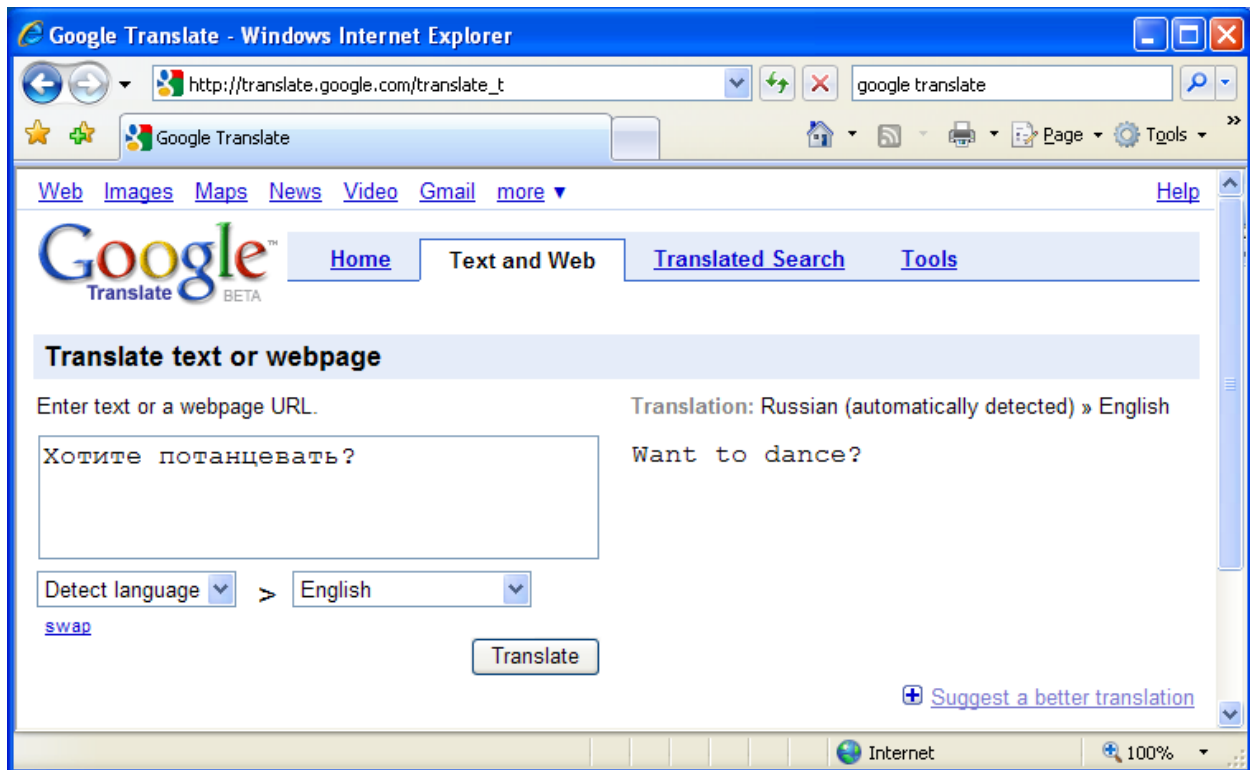 Google Translate - Windows Internet Explorer
http://translate.google.com/translate_t
google translate
Google Translate
Page
Tools
»
Web Images Maps News Video Gmail more ▼ Help
Google™
Translate BETA
Home Text and Web Translated Search Tools
Translate text or webpage
Enter text or a webpage URL.
Translation: Russian (automatically detected) » English
Хотите потанцевать?
Want to dance?
Detect language > English
swap
Translate
Suggest a better translation
Internet 100%